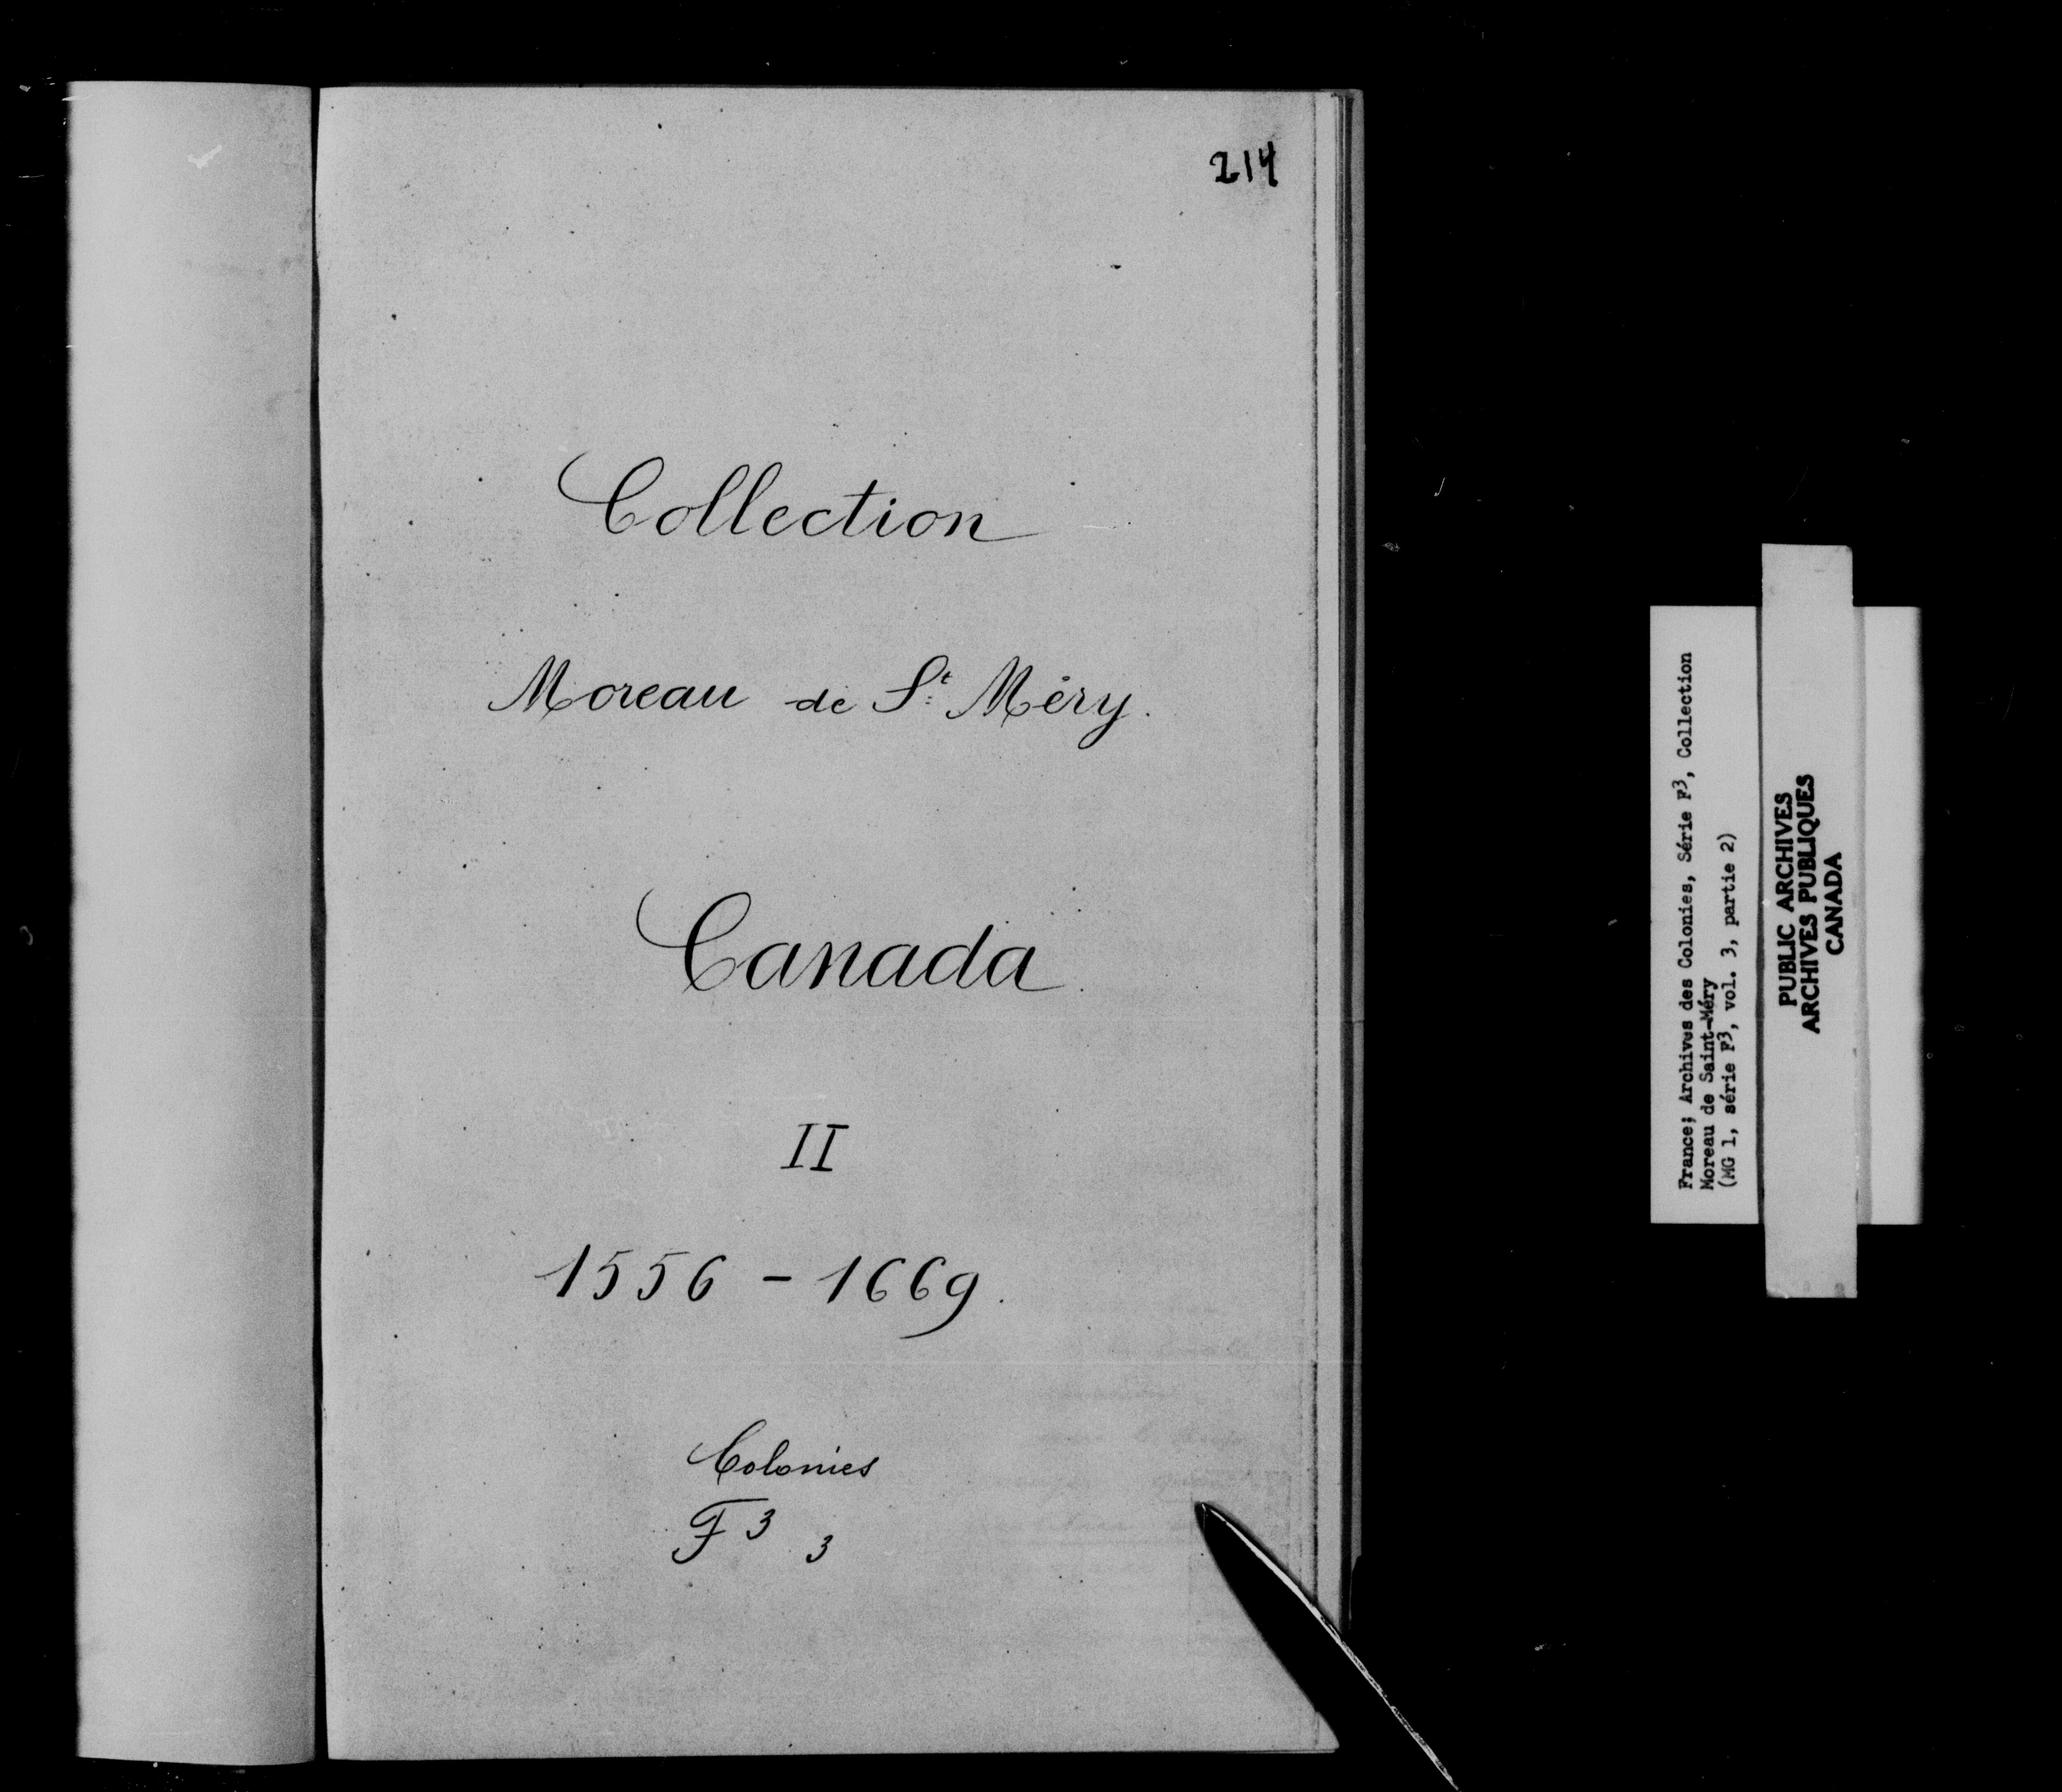 214
Collection
Moreau de St Méry.
Canada
II
1556 - 1669.
Colonies
F3 3
France; Archives des Colonies, Série F3, Collection
Moreau de Saint-Méry
(MG 1, série F3, vol. 3, partie 2)
PUBLIC ARCHIVES
ARCHIVES PUBLIQUES
CANADA